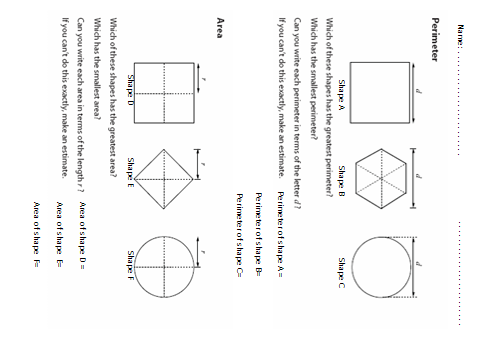 Name: ............................ ............................
Perimeter
d
d
d
Shape A
Shape B
Shape C
Which of these shapes has the greatest perimeter?
Which has the smallest perimeter?
Can you write each perimeter in terms of the letter d?
If you can't do this exactly, make an estimate.
Perimeter of shape A =
Perimeter of shape B=
Perimeter of shape C=
Area
r
r
r
Shape D
Shape E
Shape F
Which of these shapes has the greatest area?
Which has the smallest area?
Can you write each area in terms of the length r?
If you can't do this exactly, make an estimate.
Area of shape D =
Area of shape E=
Area of shape F=